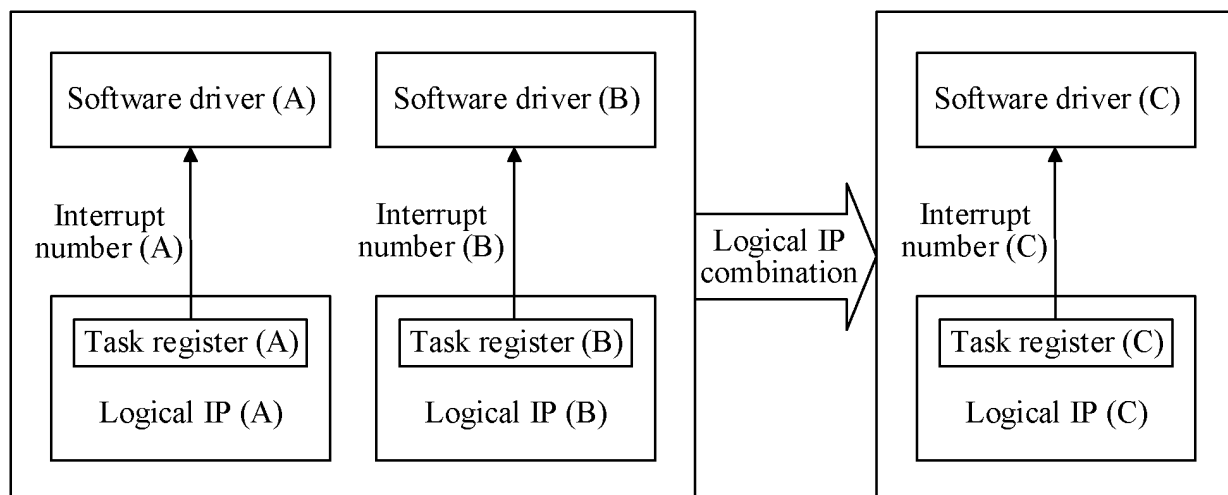 Software driver (A)
Interrupt
number (A)
Task register (A)
Logical IP (A)
Software driver (B)
Interrupt
number (B)
Task register (B)
Logical IP (B)
Logical IP
combination
Software driver (C)
Interrupt
number (C)
Task register (C)
Logical IP (C)